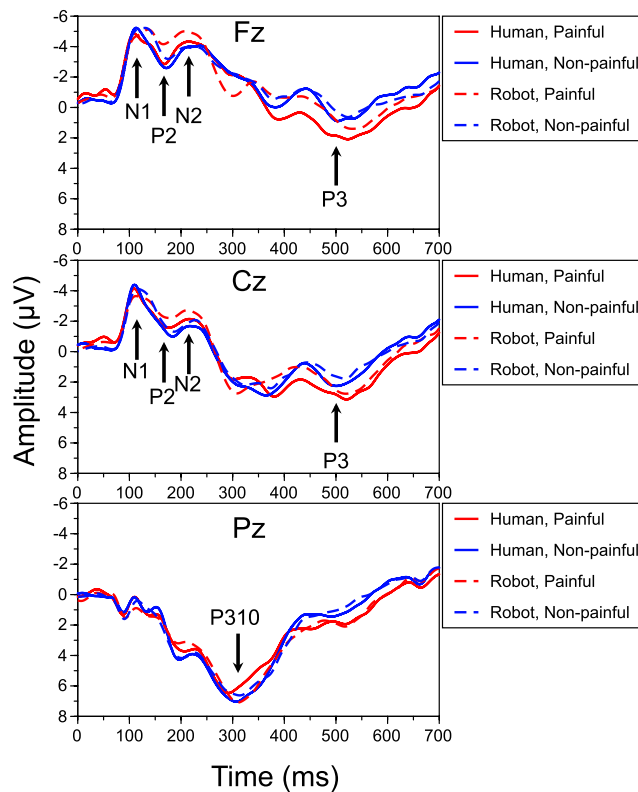 Fz
-6
-4
-2
0
2
4
6
8
N1
P2
N2
P3
0 100 200 300 400 500 600 700
Human, Painful
Human, Non-painful
Robot, Painful
Robot, Non-painful
Amplitude (μV)
Cz
-6
-4
-2
0
2
4
6
8
N1
P2
N2
P3
0 100 200 300 400 500 600 700
Human, Painful
Human, Non-painful
Robot, Painful
Robot, Non-painful
Pz
-6
-4
-2
0
2
4
6
8
P310
0 100 200 300 400 500 600 700
Human, Painful
Human, Non-painful
Robot, Painful
Robot, Non-painful
Time (ms)